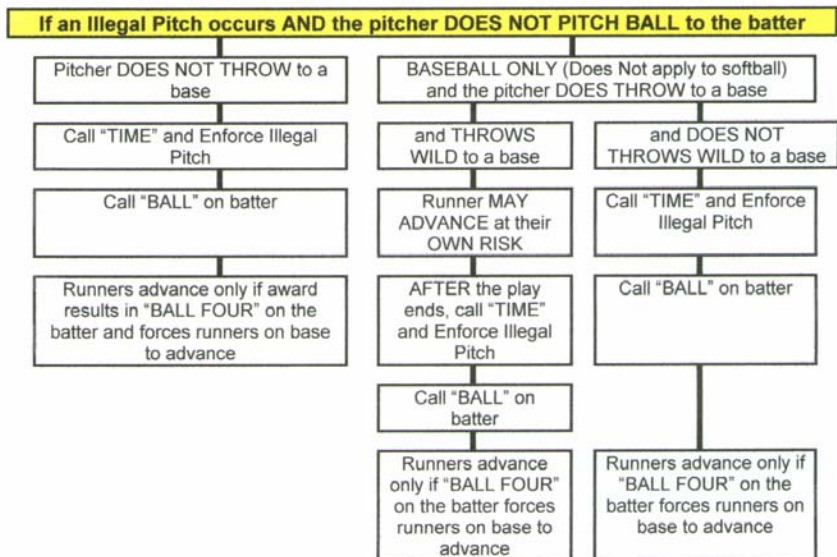 If an Illegal Pitch occurs AND the pitcher DOES NOT PITCH BALL to the batter
Pitcher DOES NOT THROW to a
base
Call “TIME” and Enforce Illegal
Pitch
Call “BALL” on batter
Runners advance only if award
results in “BALL FOUR” on the
batter and forces runners on base
to advance
BASEBALL ONLY (Does Not apply to softball)
and the pitcher DOES THROW to a base
and THROWS
WILD to a base
Runner MAY
ADVANCE at their
OWN RISK
AFTER the play
ends, call “TIME”
and Enforce Illegal
Pitch
Call “BALL” on
batter
Runners advance
only if “BALL FOUR”
on the batter forces
runners on base to
advance
and DOES NOT
THROWS WILD to a base
Call “TIME” and Enforce
Illegal Pitch
Call “BALL” on batter
Runners advance only if
“BALL FOUR” on the
batter forces runners on
base to advance